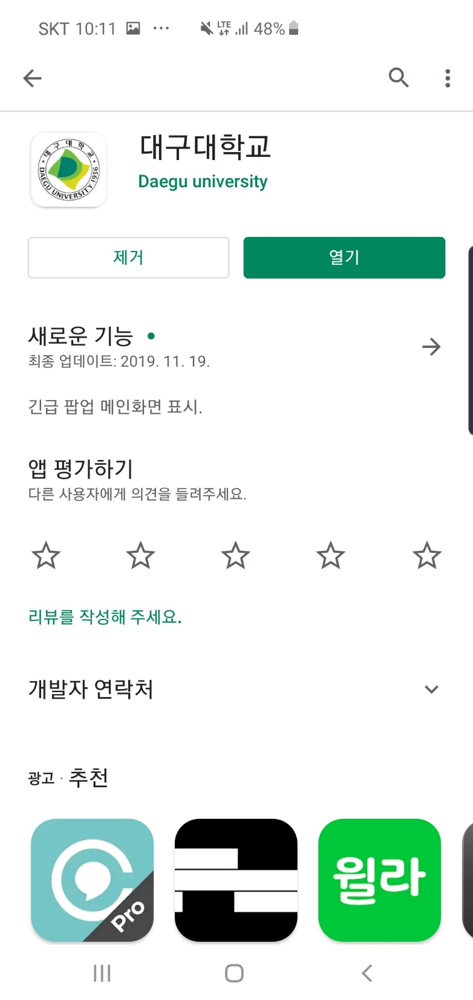 SKT 10:11 ··· LTE 48%
대구대학교
DAEGU UNIVERSITY 1956
대구대학교
Daegu university
제거
열기
새로운 기능
최종 업데이트: 2019. 11. 19.
긴급 팝업 메인화면 표시.
앱 평가하기
다른 사용자에게 의견을 들려주세요.
리뷰를 작성해 주세요.
개발자 연락처
광고 · 추천
Pro
윌라